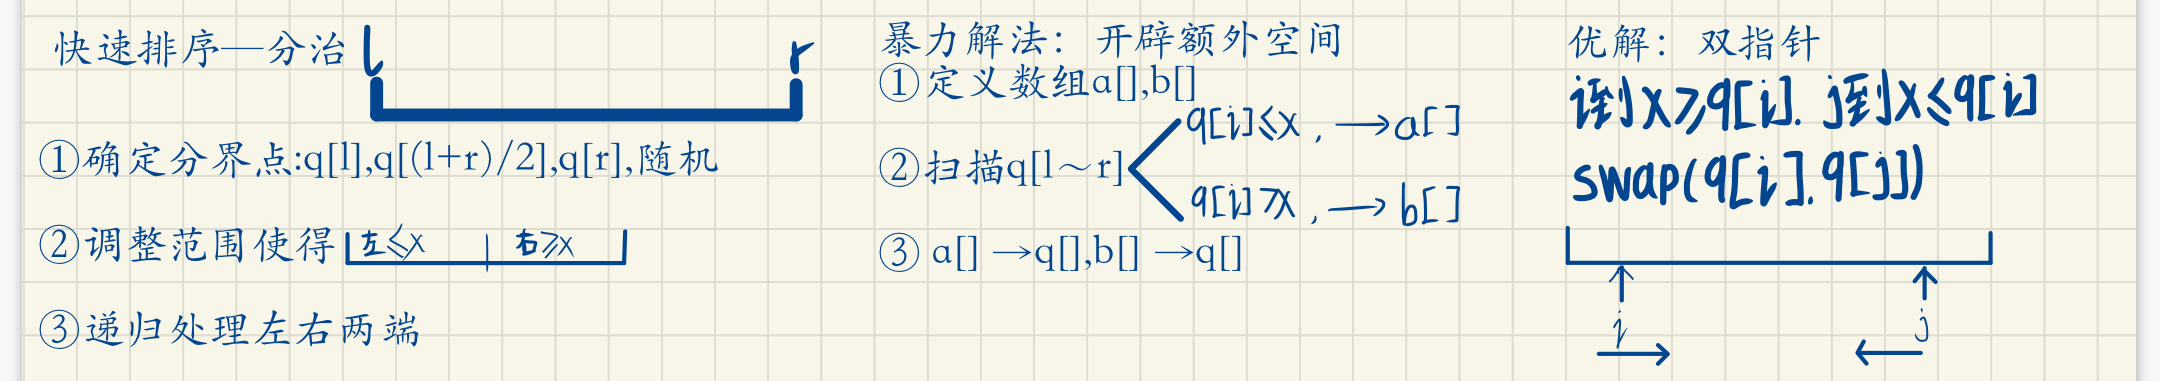 快速排序—分治 l r
①确定分界点:q[l],q[(l+r)/2],q[r],随机
②调整范围使得 左≤x 右≥x
③递归处理左右两端
暴力解法：开辟额外空间
①定义数组a[],b[]
q[i]≤x, →a[]
②扫描q[l~r]
q[i]≥x, →b[]
③ a[] →q[],b[] →q[]
优解：双指针
i到x≥q[i]. j到x≤q[i]
swap(q[i].q[j])
i j